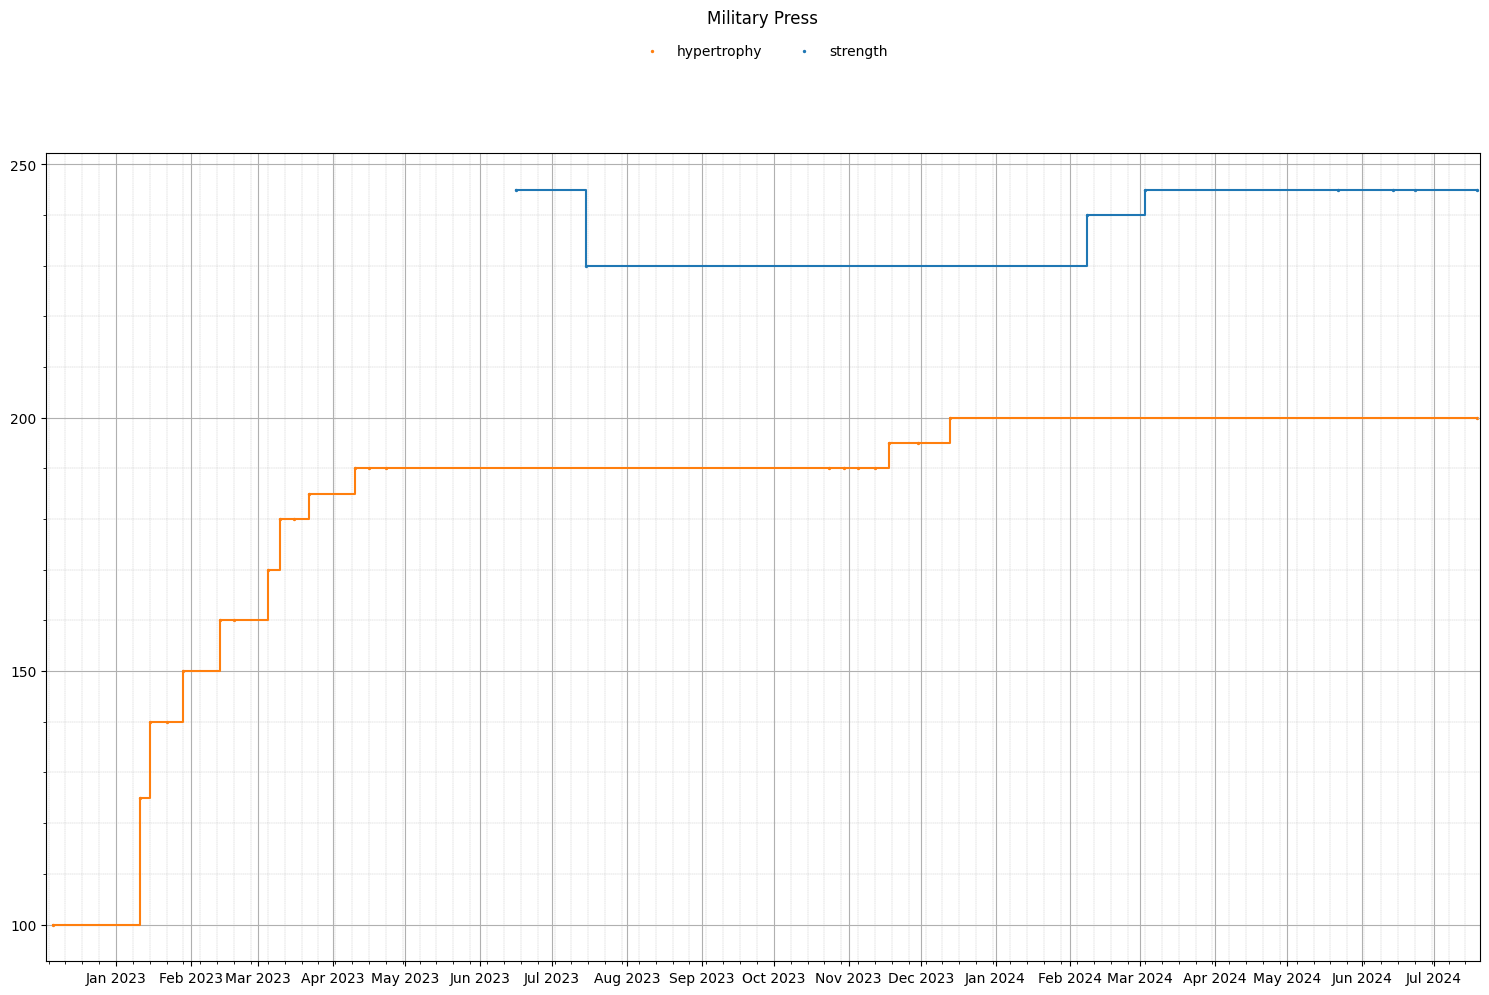 Military Press
hypertrophy strength
250
200
150
100
Jan 2023 Feb 2023 Mar 2023 Apr 2023 May 2023 Jun 2023 Jul 2023 Aug 2023 Sep 2023 Oct 2023 Nov 2023 Dec 2023 Jan 2024 Feb 2024 Mar 2024 Apr 2024 May 2024 Jun 2024 Jul 2024